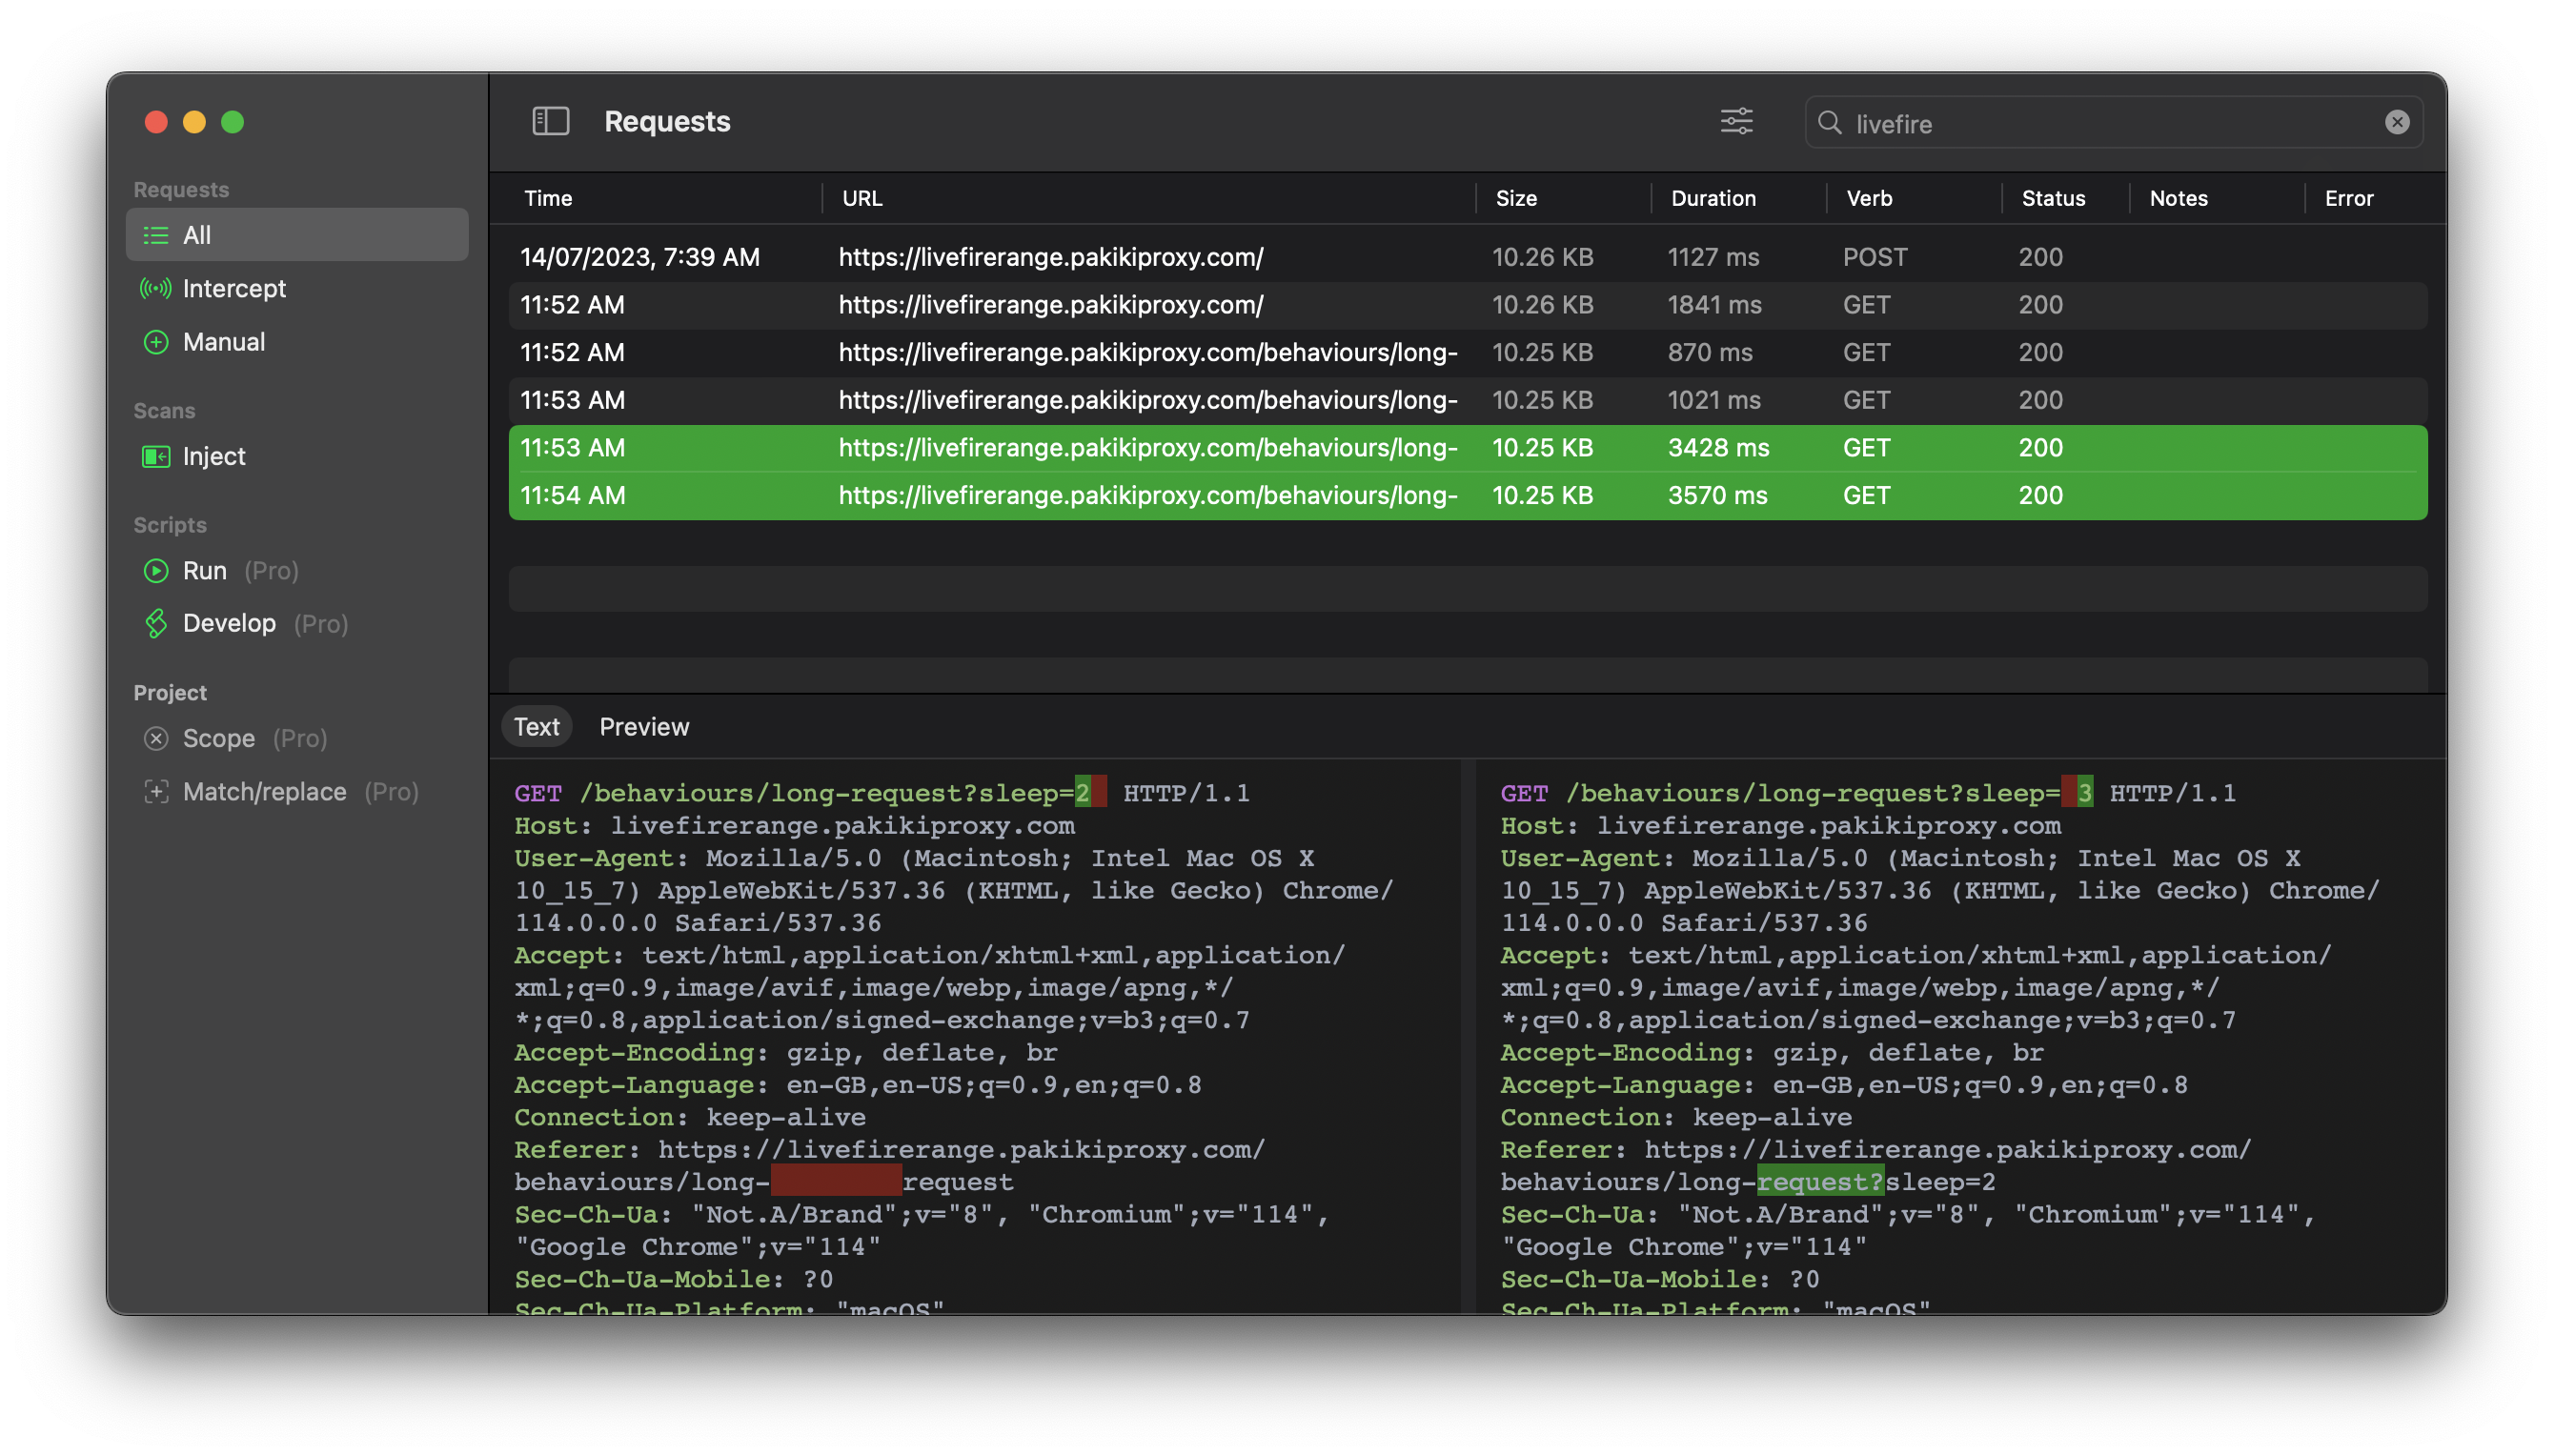 Requests
livefire
Requests
All
Intercept
Manual
Scans
Inject
Scripts
Run (Pro)
Develop (Pro)
Project
Scope (Pro)
Match/replace (Pro)
Time URL Size Duration Verb Status Notes Error
14/07/2023, 7:39 AM https://livefirerange.pakikiproxy.com/ 10.26 KB 1127 ms POST 200
11:52 AM https://livefirerange.pakikiproxy.com/ 10.26 KB 1841 ms GET 200
11:52 AM https://livefirerange.pakikiproxy.com/behaviours/long- 10.25 KB 870 ms GET 200
11:53 AM https://livefirerange.pakikiproxy.com/behaviours/long- 10.25 KB 1021 ms GET 200
11:53 AM https://livefirerange.pakikiproxy.com/behaviours/long- 10.25 KB 3428 ms GET 200
11:54 AM https://livefirerange.pakikiproxy.com/behaviours/long- 10.25 KB 3570 ms GET 200
Text Preview
GET /behaviours/long-request?sleep=2 HTTP/1.1
Host: livefirerange.pakikiproxy.com
User-Agent: Mozilla/5.0 (Macintosh; Intel Mac OS X
10_15_7) AppleWebKit/537.36 (KHTML, like Gecko) Chrome/
114.0.0.0 Safari/537.36
Accept: text/html,application/xhtml+xml,application/
xml;q=0.9,image/avif,image/webp,image/apng,*/
*;q=0.8,application/signed-exchange;v=b3;q=0.7
Accept-Encoding: gzip, deflate, br
Accept-Language: en-GB,en-US;q=0.9,en;q=0.8
Connection: keep-alive
Referer: https://livefirerange.pakikiproxy.com/
behaviours/long- request
Sec-Ch-Ua: "Not.A/Brand";v="8", "Chromium";v="114",
"Google Chrome";v="114"
Sec-Ch-Ua-Mobile: ?0
Sec-Ch-Ua-Platform: "macOS"
GET /behaviours/long-request?sleep= 3 HTTP/1.1
Host: livefirerange.pakikiproxy.com
User-Agent: Mozilla/5.0 (Macintosh; Intel Mac OS X
10_15_7) AppleWebKit/537.36 (KHTML, like Gecko) Chrome/
114.0.0.0 Safari/537.36
Accept: text/html,application/xhtml+xml,application/
xml;q=0.9,image/avif,image/webp,image/apng,*/
*;q=0.8,application/signed-exchange;v=b3;q=0.7
Accept-Encoding: gzip, deflate, br
Accept-Language: en-GB,en-US;q=0.9,en;q=0.8
Connection: keep-alive
Referer: https://livefirerange.pakikiproxy.com/
behaviours/long-request?sleep=2
Sec-Ch-Ua: "Not.A/Brand";v="8", "Chromium";v="114",
"Google Chrome";v="114"
Sec-Ch-Ua-Mobile: ?0
Sec-Ch-Ua-Platform: "macOS"